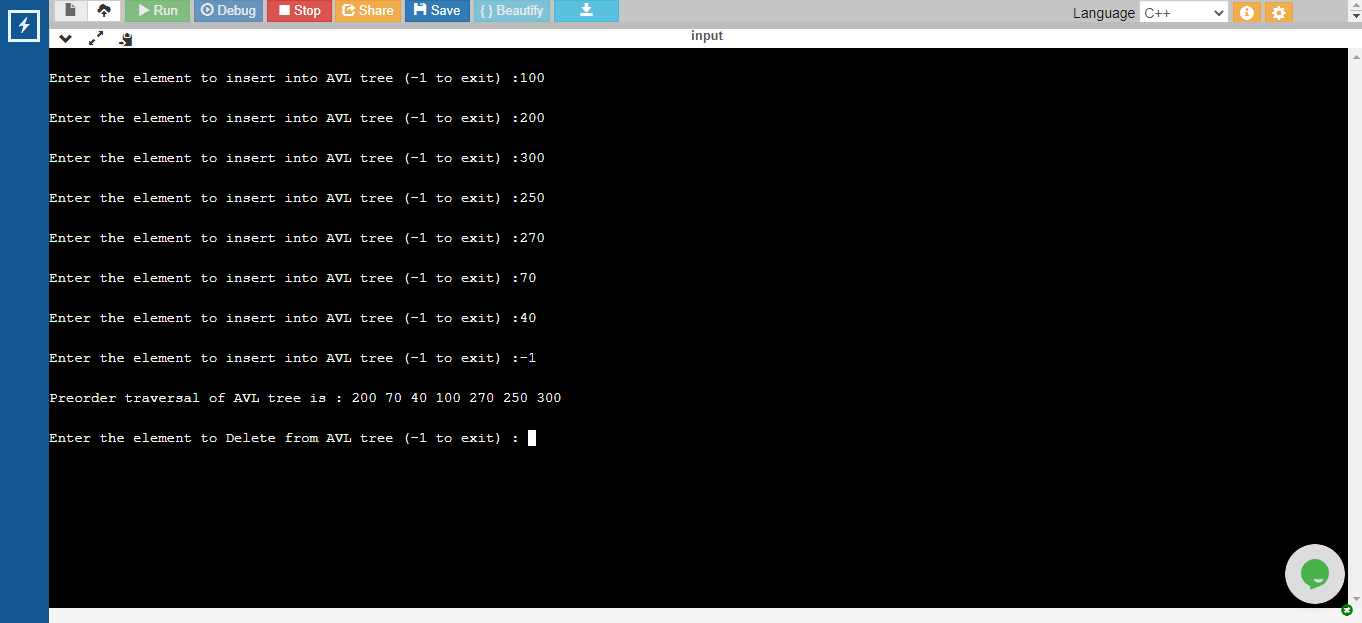 Run Debug Stop Share Save { } Beautify Language C++
input
Enter the element to insert into AVL tree (-1 to exit) :100
Enter the element to insert into AVL tree (-1 to exit) :200
Enter the element to insert into AVL tree (-1 to exit) :300
Enter the element to insert into AVL tree (-1 to exit) :250
Enter the element to insert into AVL tree (-1 to exit) :270
Enter the element to insert into AVL tree (-1 to exit) :70
Enter the element to insert into AVL tree (-1 to exit) :40
Enter the element to insert into AVL tree (-1 to exit) :-1
Preorder traversal of AVL tree is : 200 70 40 100 270 250 300
Enter the element to Delete from AVL tree (-1 to exit) :